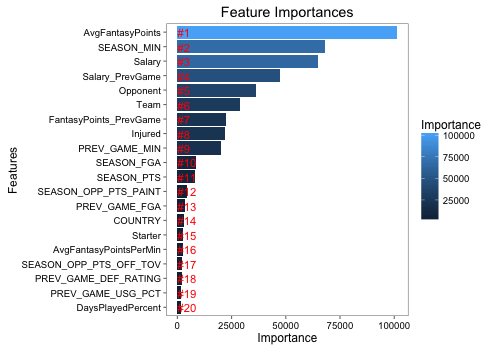 Feature Importances
Features
AvgFantasyPoints #1
SEASON_MIN #2
Salary #3
Salary_PrevGame #4
Opponent #5
Team #6
FantasyPoints_PrevGame #7
Injured #8
PREV_GAME_MIN #9
SEASON_FGA #10
SEASON_PTS #11
SEASON_OPP_PTS_PAINT #12
PREV_GAME_FGA #13
COUNTRY #14
Starter #15
AvgFantasyPointsPerMin #16
SEASON_OPP_PTS_OFF_TOV #17
PREV_GAME_DEF_RATING #18
PREV_GAME_USG_PCT #19
DaysPlayedPercent #20
0 25000 50000 75000 100000
Importance
Importance
100000
75000
50000
25000